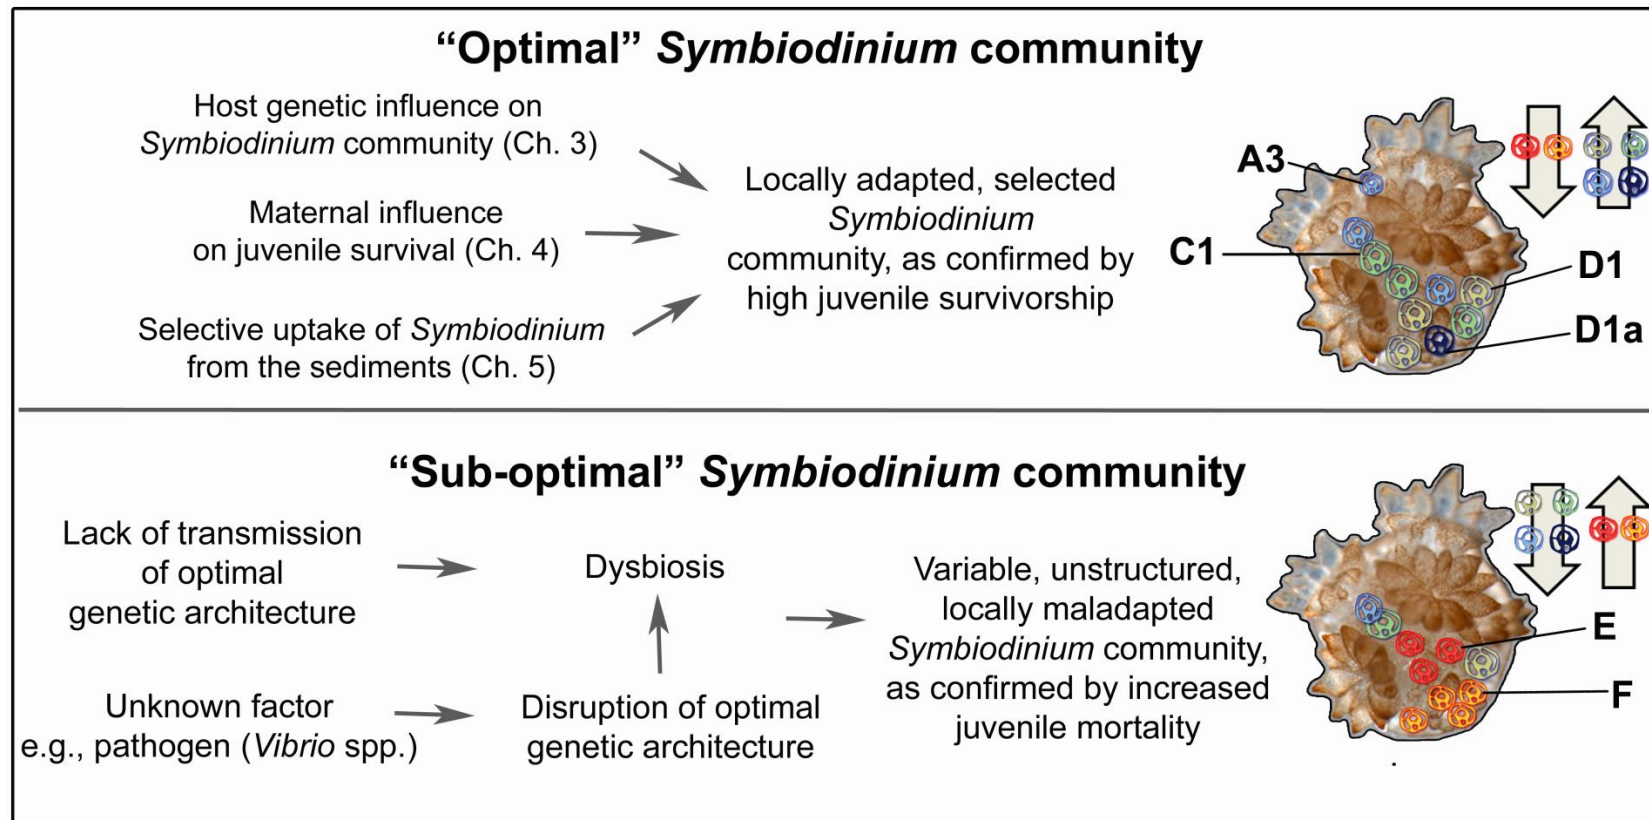 “Optimal” Symbiodinium community
Host genetic influence on
Symbiodinium community (Ch. 3)
Maternal influence
on juvenile survival (Ch. 4)
Selective uptake of Symbiodinium
from the sediments (Ch. 5)
Locally adapted, selected
Symbiodinium
community, as confirmed by
high juvenile survivorship
A3
C1
D1
D1a
“Sub-optimal” Symbiodinium community
Lack of transmission
of optimal
genetic architecture
Unknown factor
e.g., pathogen (Vibrio spp.)
Dysbiosis
Disruption of optimal
genetic architecture
Variable, unstructured,
locally maladapted
Symbiodinium community,
as confirmed by increased
juvenile mortality
E
F